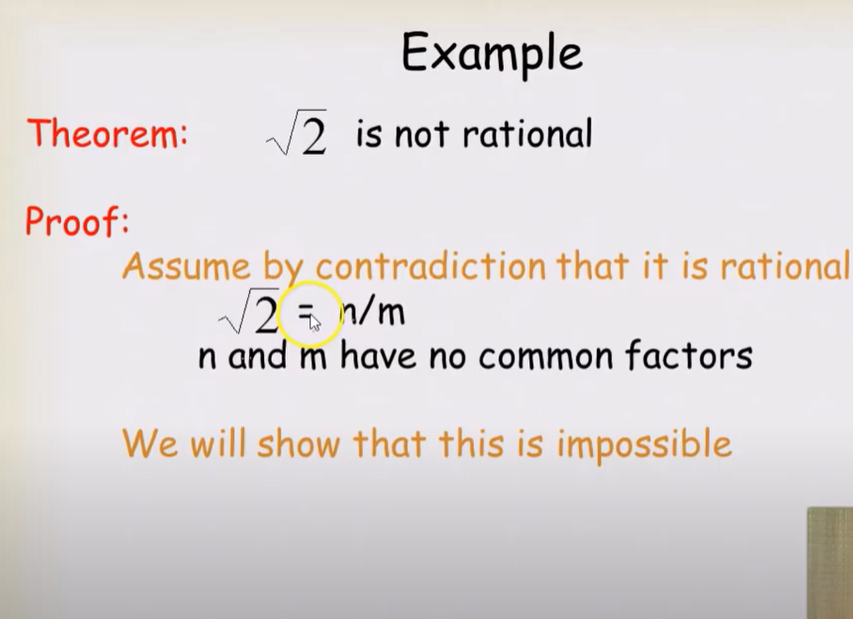 Example
Theorem: √2 is not rational
Proof:
Assume by contradiction that it is rational
√2 = n/m
n and m have no common factors
We will show that this is impossible